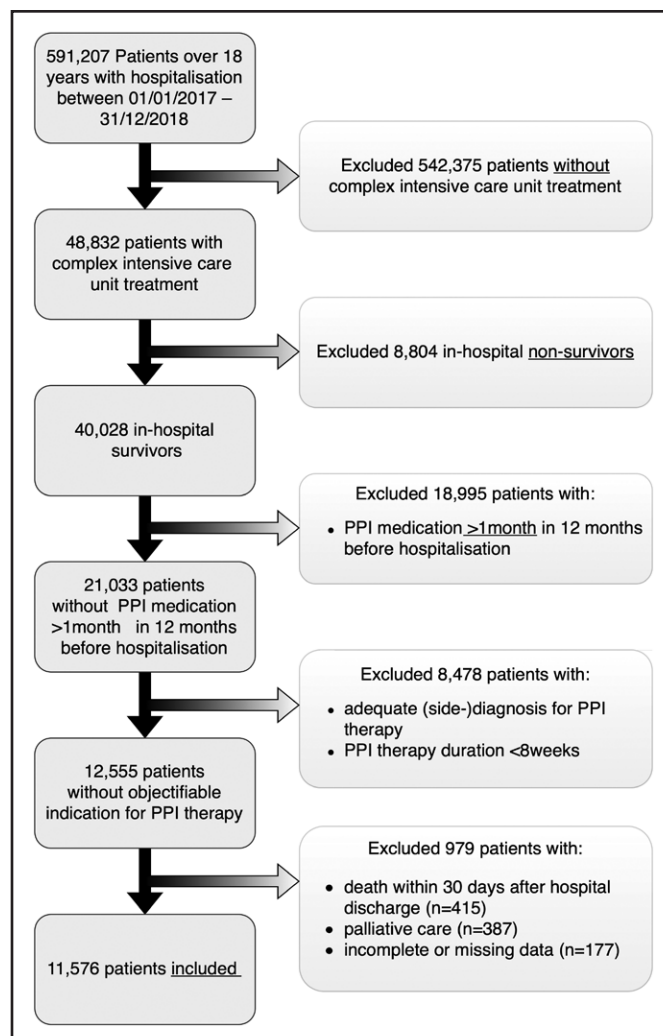 591,207 Patients over 18
years with hospitalisation
between 01/01/2017 –
31/12/2018
Excluded 542,375 patients without
complex intensive care unit treatment
48,832 patients with
complex intensive care
unit treatment
Excluded 8,804 in-hospital non-survivors
40,028 in-hospital
survivors
Excluded 18,995 patients with:
• PPI medication >1month in 12 months
before hospitalisation
21,033 patients
without PPI medication
>1month in 12 months
before hospitalisation
Excluded 8,478 patients with:
• adequate (side-)diagnosis for PPI
therapy
• PPI therapy duration <8weeks
12,555 patients
without objectifiable
indication for PPI therapy
Excluded 979 patients with:
• death within 30 days after hospital
discharge (n=415)
• palliative care (n=387)
• incomplete or missing data (n=177)
11,576 patients included